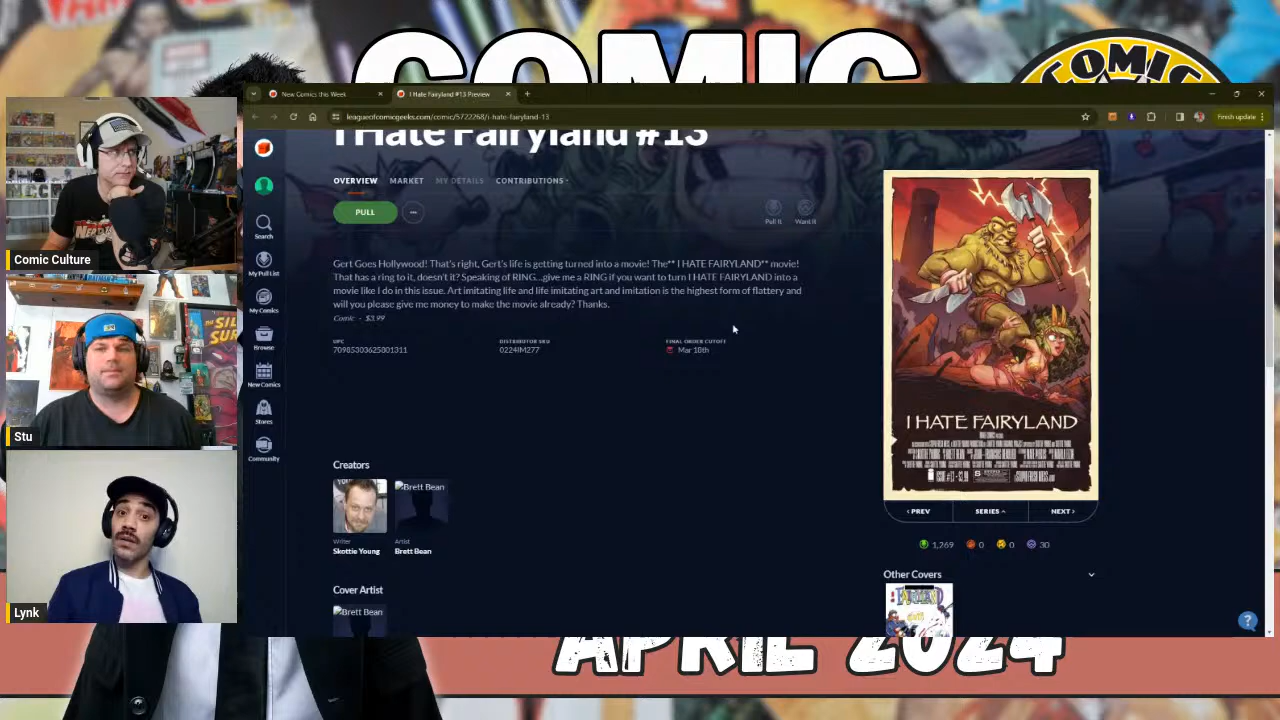 COMIC
COMIC
New Comics this Week
I Hate Fairyland #13 Preview
leagueofcomicgeeks.com/comic/5722268/i-hate-fairyland-13
Finish update
I Hate Fairyland #13
OVERVIEW MARKET MY DETAILS CONTRIBUTIONS
PULL
Pull It Want It
Search
My Pull List
My Comics
Browse
New Comics
Stores
Community
Gert Goes Hollywood! That's right, Gert's life is getting turned into a movie! The** I HATE FAIRYLAND** movie!
That has a ring to it, doesn't it? Speaking of RING...give me a RING if you want to turn I HATE FAIRYLAND into a
movie like I do in this issue. Art imitating life and life imitating art and imitation is the highest form of flattery and
will you please give me money to make the movie already? Thanks.
Comic · $3.99
UPC DISTRIBUTOR SKU FINAL ORDER CUTOFF
70985303625801311 0224IM277 Mar 18th
Creators
Brett Bean
Writer Artist
Skottie Young Brett Bean
Cover Artist
Brett Bean
I HATE FAIRYLAND
‹ PREV SERIES NEXT ›
1,269 0 0 30
Other Covers
FAIRYLAND
Comic Culture
Stu
Lynk
APRIL 2024